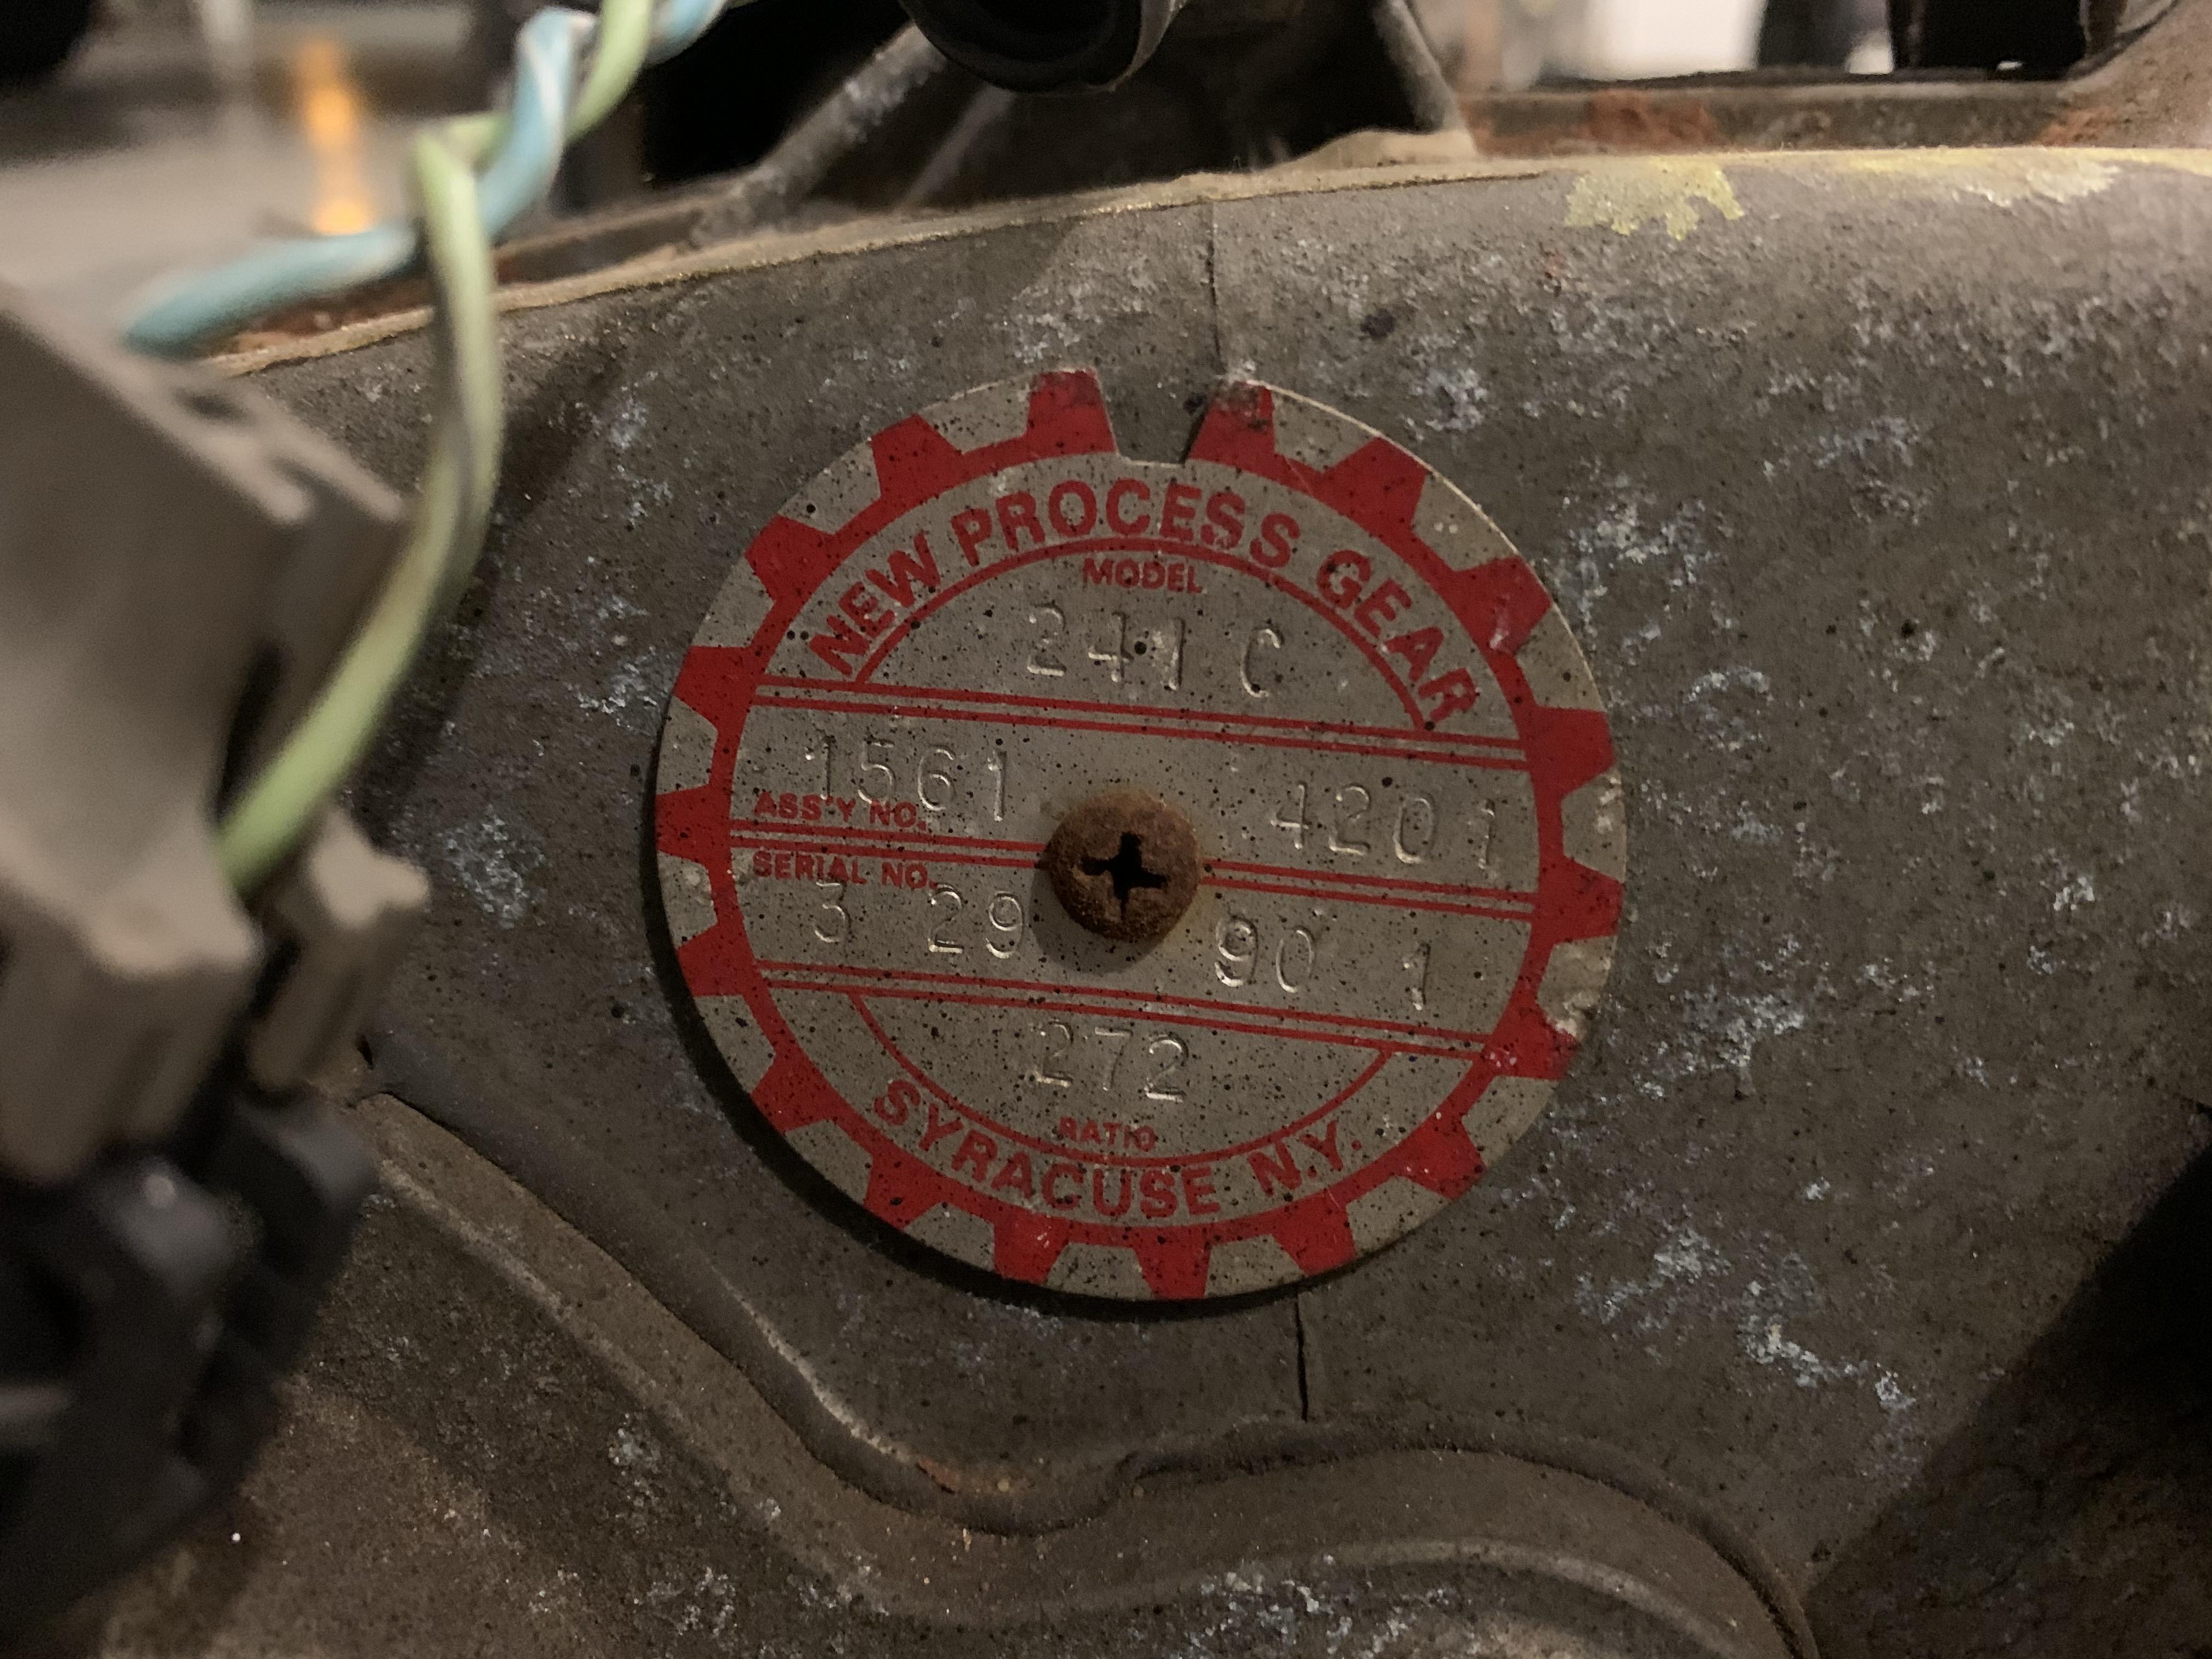 NEW PROCESS GEAR
MODEL
241 C
1561 4201
ASS'Y NO.
SERIAL NO.
3 29 90 1
272
RATIO
SYRACUSE N.Y.